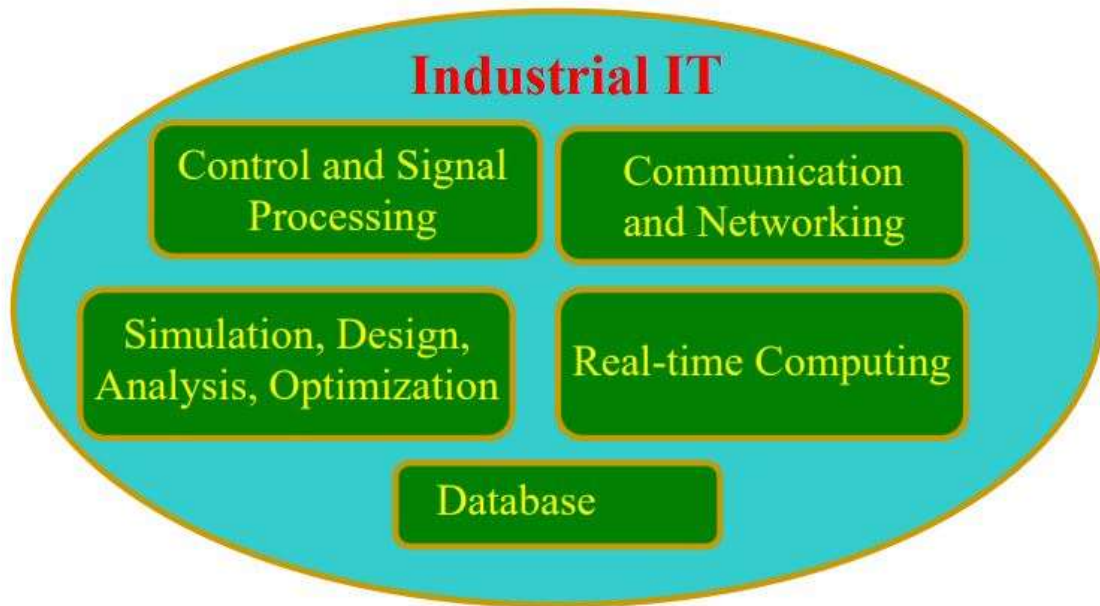 Industrial IT
Control and Signal
Processing
Communication
and Networking
Simulation, Design,
Analysis, Optimization
Real-time Computing
Database